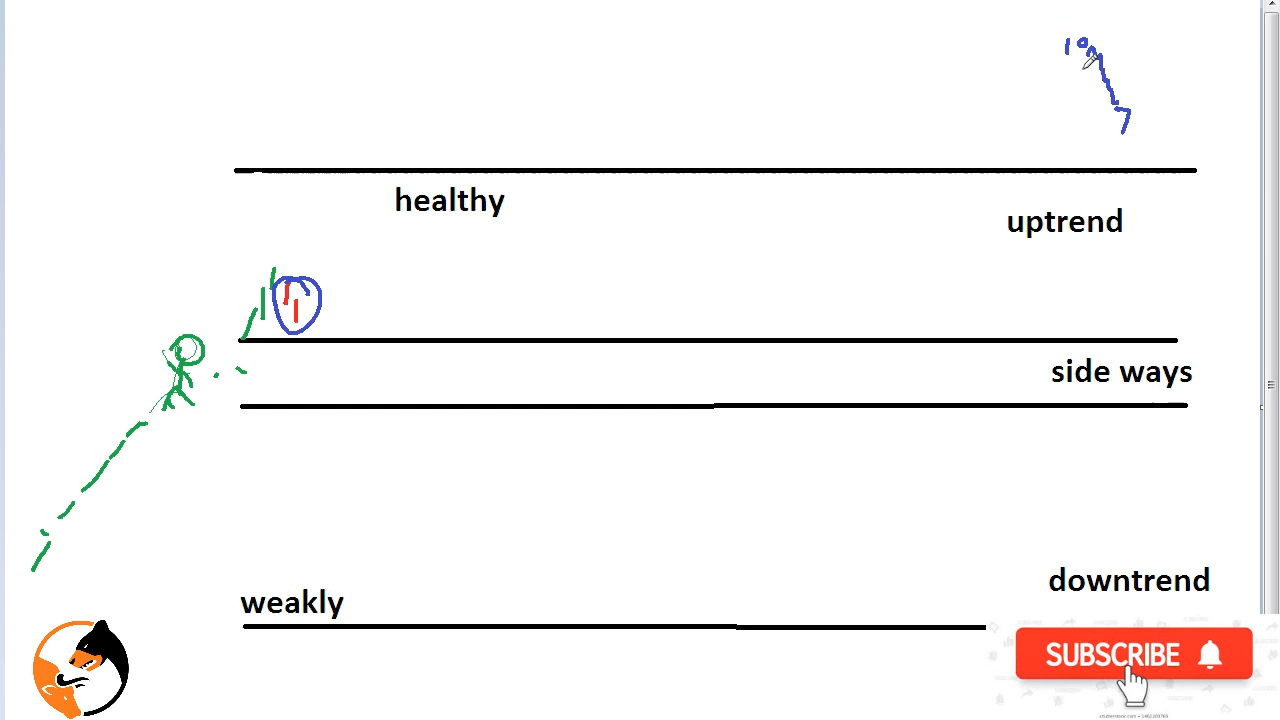 healthy
uptrend
side ways
downtrend
weakly
SUBSCRIBE